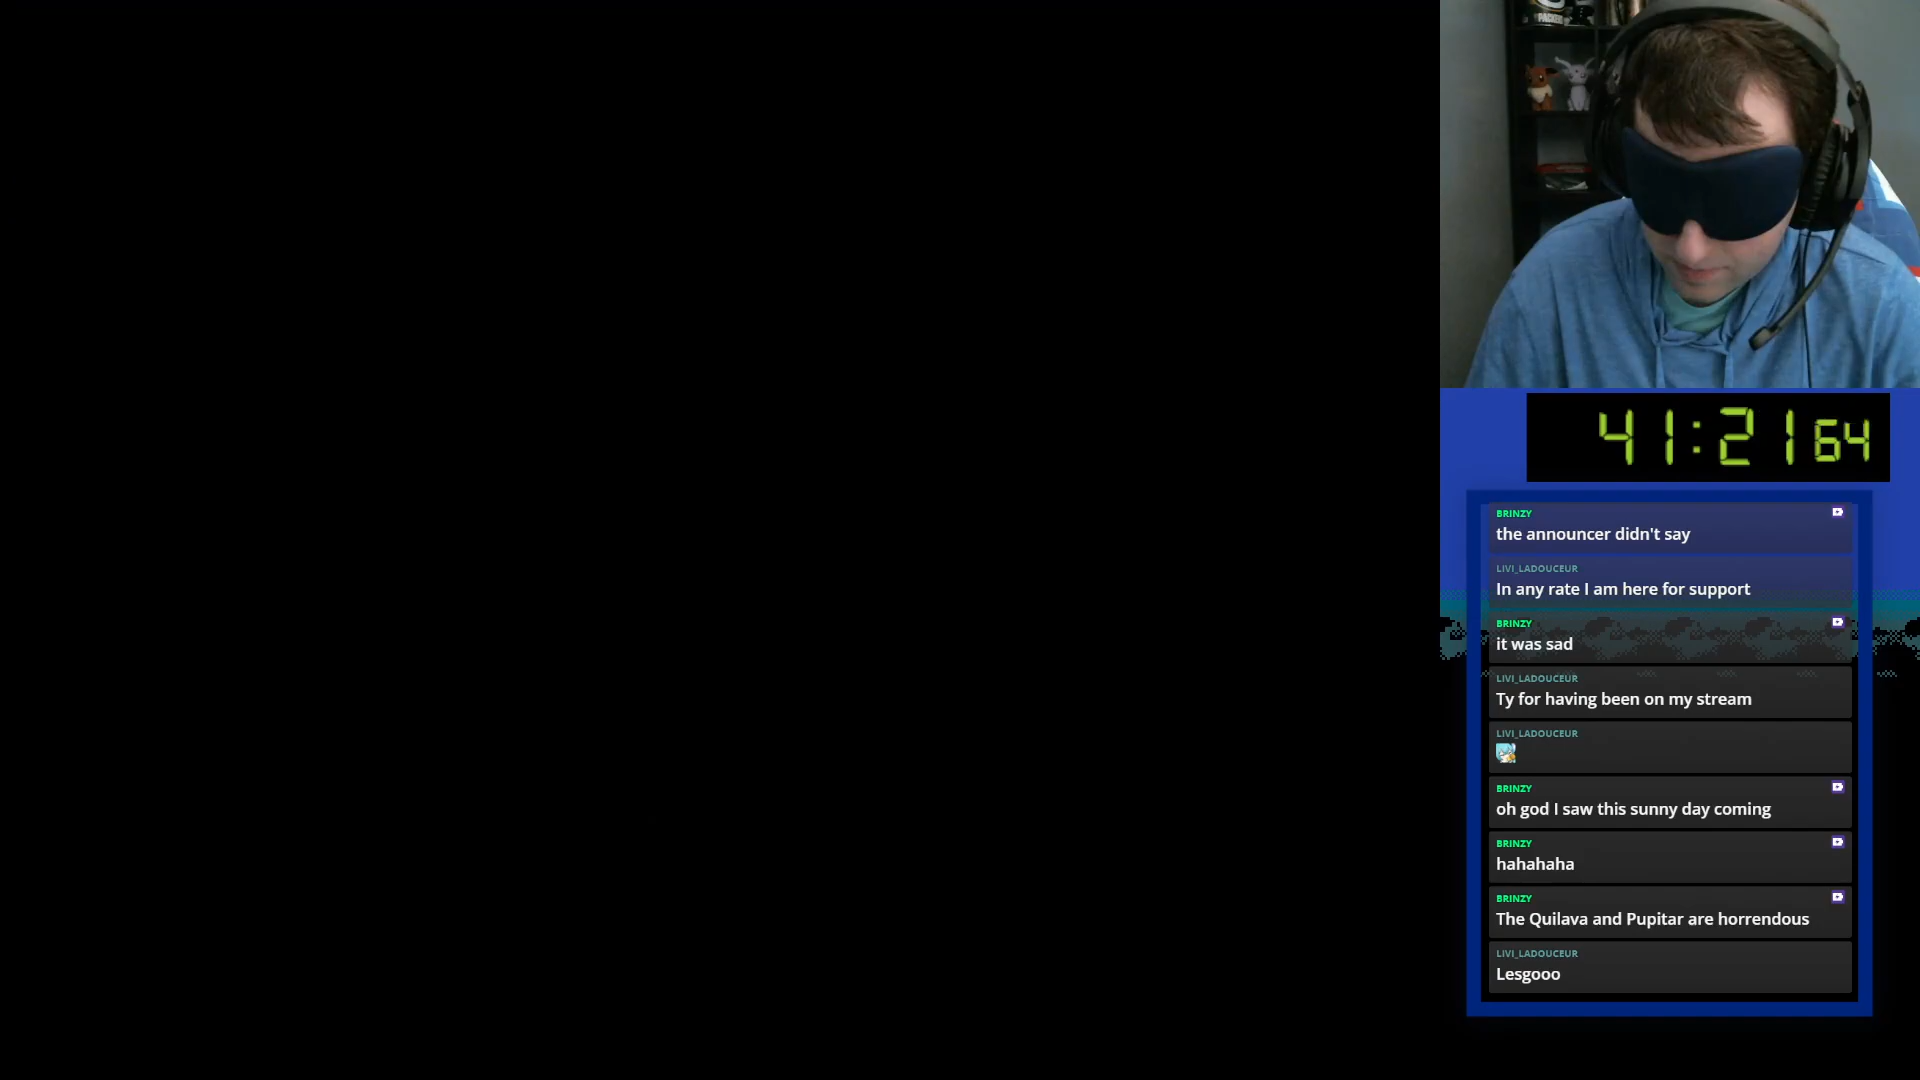 PACKERS
41:21 64
BRINZY
the announcer didn't say
LIVI_LADOUCEUR
In any rate I am here for support
BRINZY
it was sad
LIVI_LADOUCEUR
Ty for having been on my stream
LIVI_LADOUCEUR
BRINZY
oh god I saw this sunny day coming
BRINZY
hahahaha
BRINZY
The Quilava and Pupitar are horrendous
LIVI_LADOUCEUR
Lesgooo